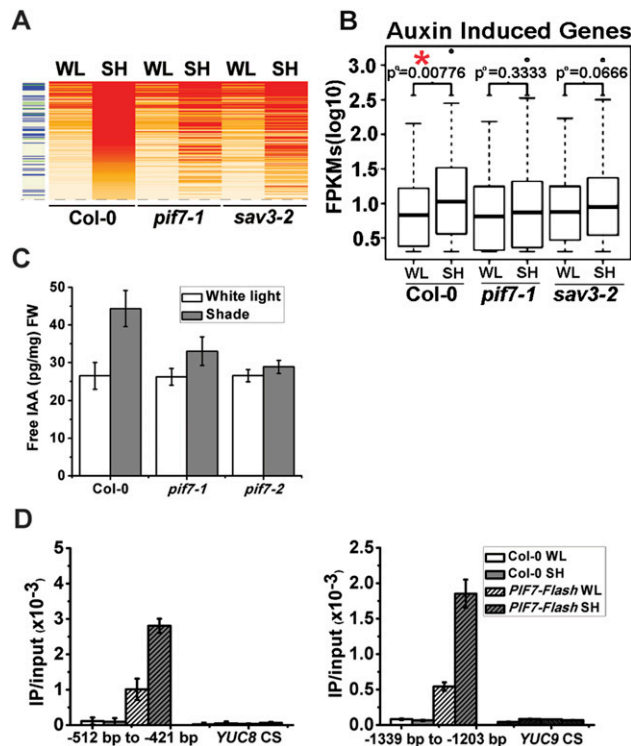 A
WL SH WL SH WL SH
Col-0 pif7-1 sav3-2
B
Auxin Induced Genes
*
p°=0.00776 p°=0.3333 p°=0.0666
FPKMs(log10)
3.0
2.5
2.0
1.5
1.0
0.5
WL SH WL SH WL SH
Col-0 pif7-1 sav3-2
C
Free IAA (pg/mg) FW
50
40
30
20
10
0
White light
Shade
Col-0 pif7-1 pif7-2
D
IP/input (x10-3)
5
4
3
2
1
0
-512 bp to -421 bp YUC8 CS
IP/input (x10-3)
2.5
2.0
1.5
1.0
0.5
0.0
Col-0 WL
Col-0 SH
PIF7-Flash WL
PIF7-Flash SH
-1339 bp to -1203 bp YUC9 CS